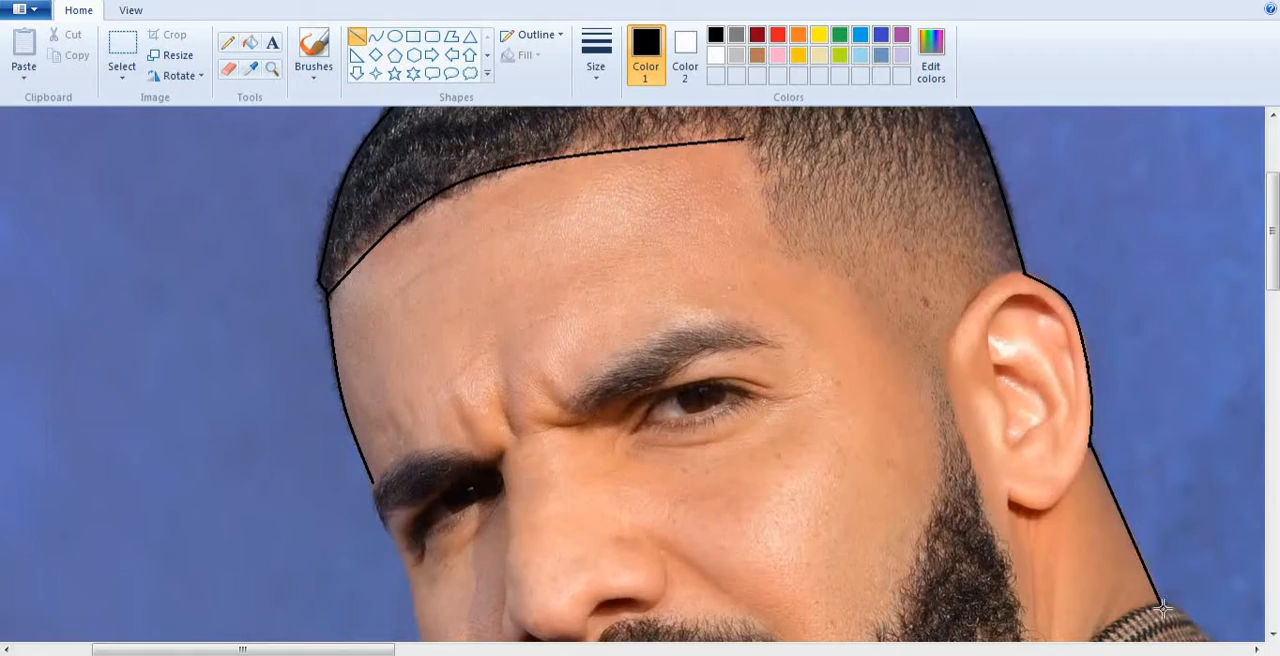 Home View
Paste
Cut
Copy
Clipboard
Select
Crop
Resize
Rotate
Image
Tools
Brushes
Shapes
Outline
Fill
Size
Color 1
Color 2
Edit colors
Colors
A